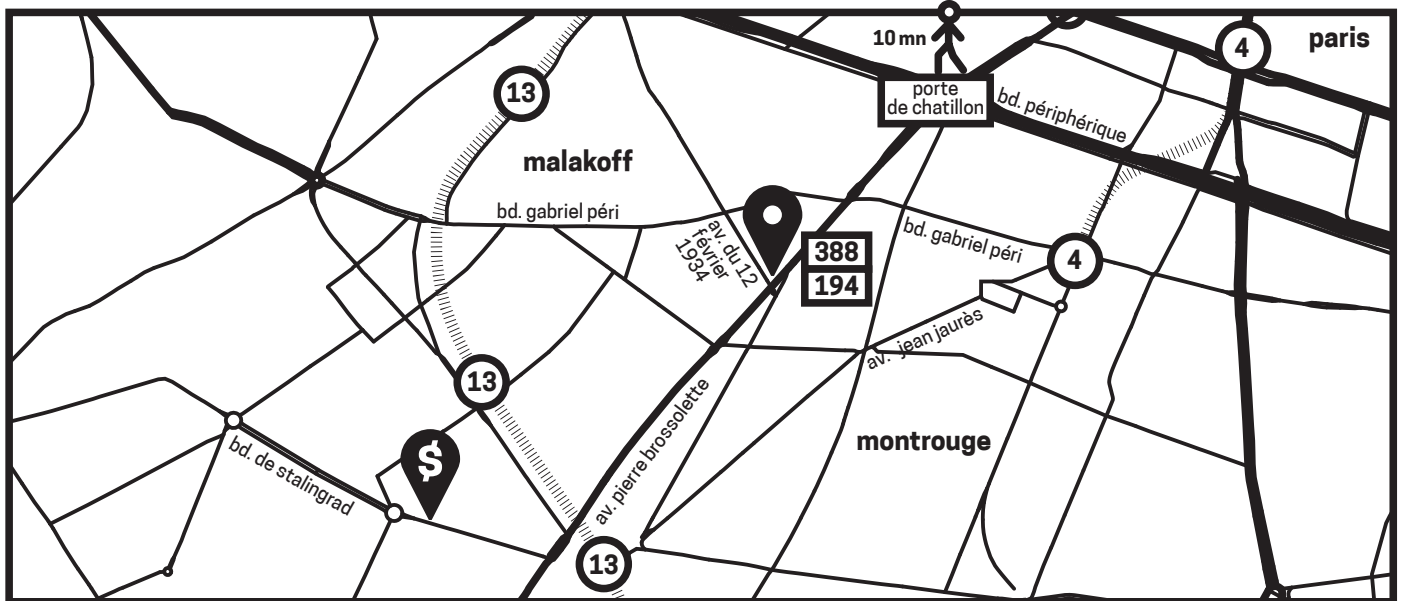 10 mn
4
paris
13
porte
de chatillon
bd. périphérique
malakoff
bd. gabriel péri
av. du 12
février
1934
388
194
bd. gabriel péri
4
av. jean jaurès
13
av. pierre brossolette
montrouge
$
bd. de stalingrad
13